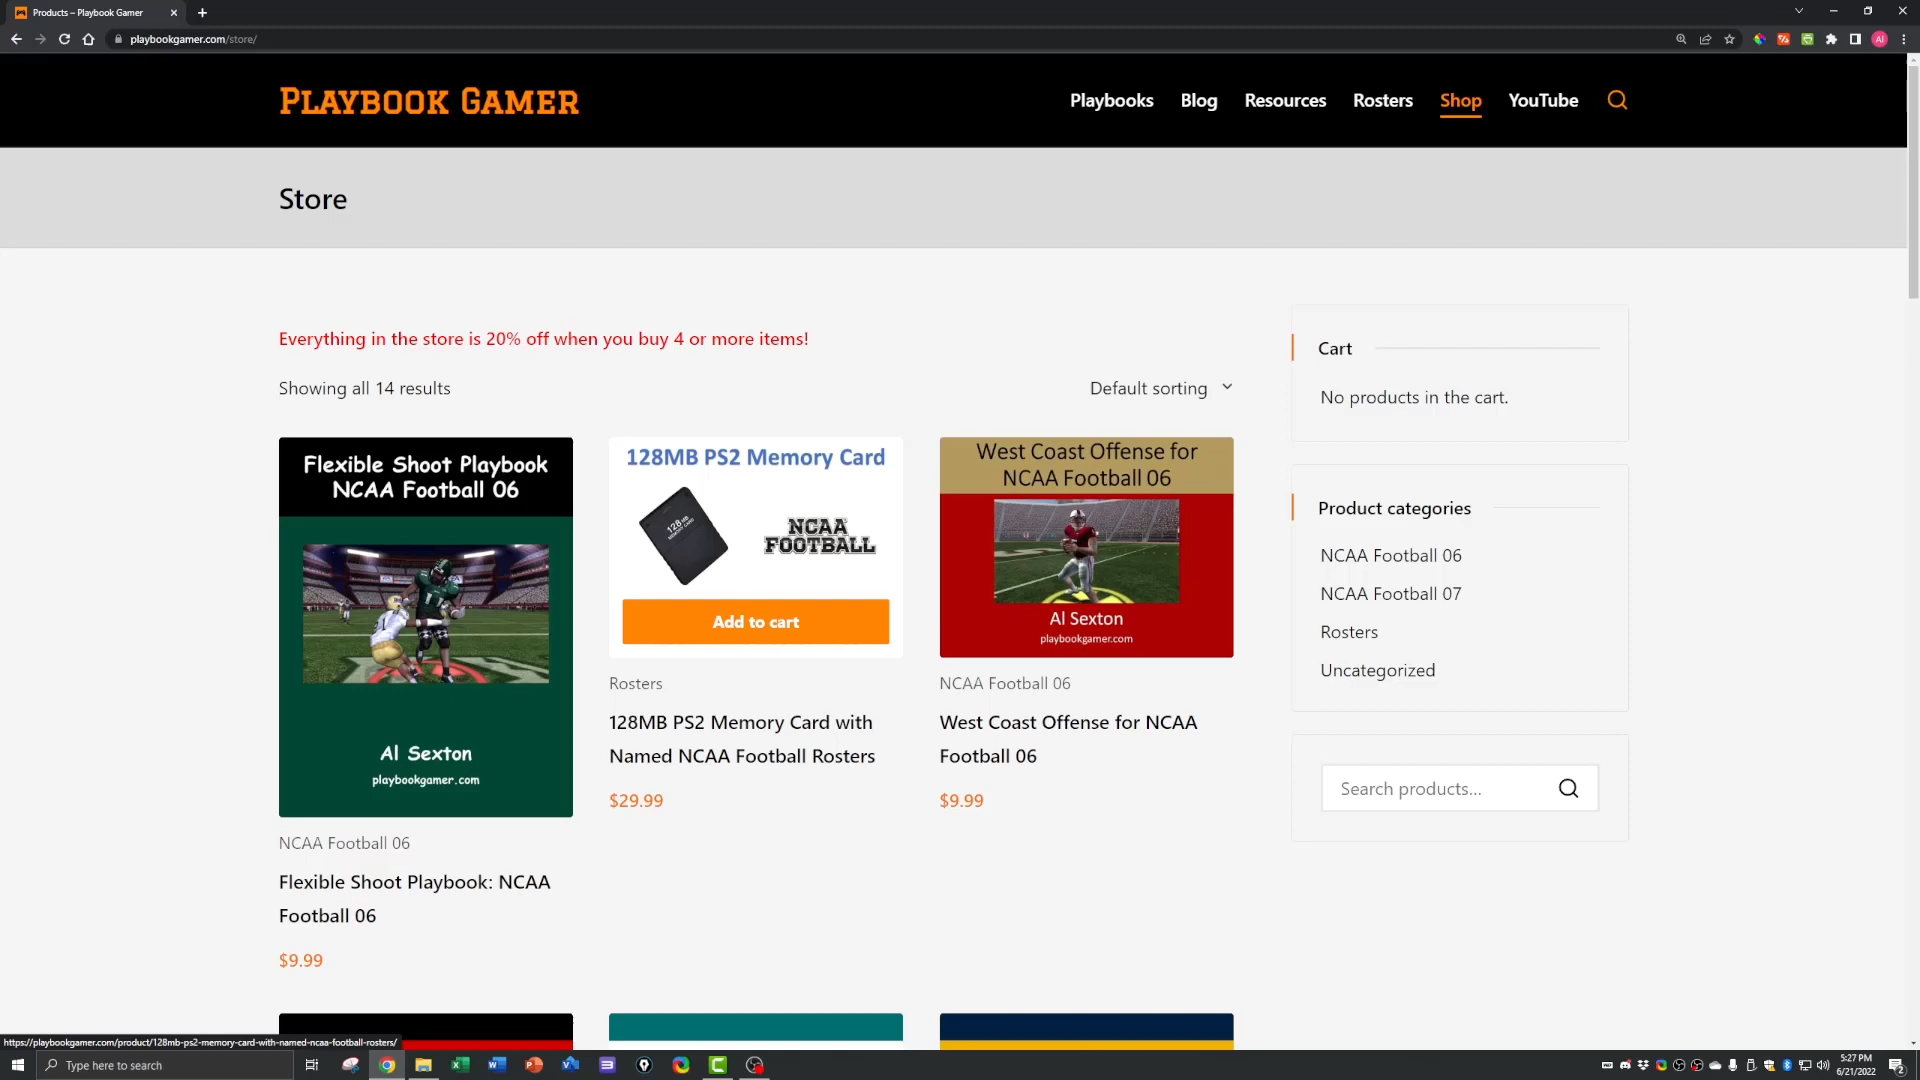 Products – Playbook Gamer
playbookgamer.com/store/
AI
PLAYBOOK GAMER
Playbooks
Blog
Resources
Rosters
Shop
YouTube
Store
Everything in the store is 20% off when you buy 4 or more items!
Showing all 14 results
Default sorting
Flexible Shoot Playbook
NCAA Football 06
11
Al Sexton
playbookgamer.com
NCAA Football 06
Flexible Shoot Playbook: NCAA
Football 06
$9.99
128MB PS2 Memory Card
128 MB
MEMORY CARD
NCAA
FOOTBALL
Add to cart
Rosters
128MB PS2 Memory Card with
Named NCAA Football Rosters
$29.99
West Coast Offense for
NCAA Football 06
Al Sexton
playbookgamer.com
NCAA Football 06
West Coast Offense for NCAA
Football 06
$9.99
Cart
No products in the cart.
Product categories
NCAA Football 06
NCAA Football 07
Rosters
Uncategorized
Search products...
https://playbookgamer.com/product/128mb-ps2-memory-card-with-named-ncaa-football-rosters/
Type here to search
5:27 PM
6/21/2022
2